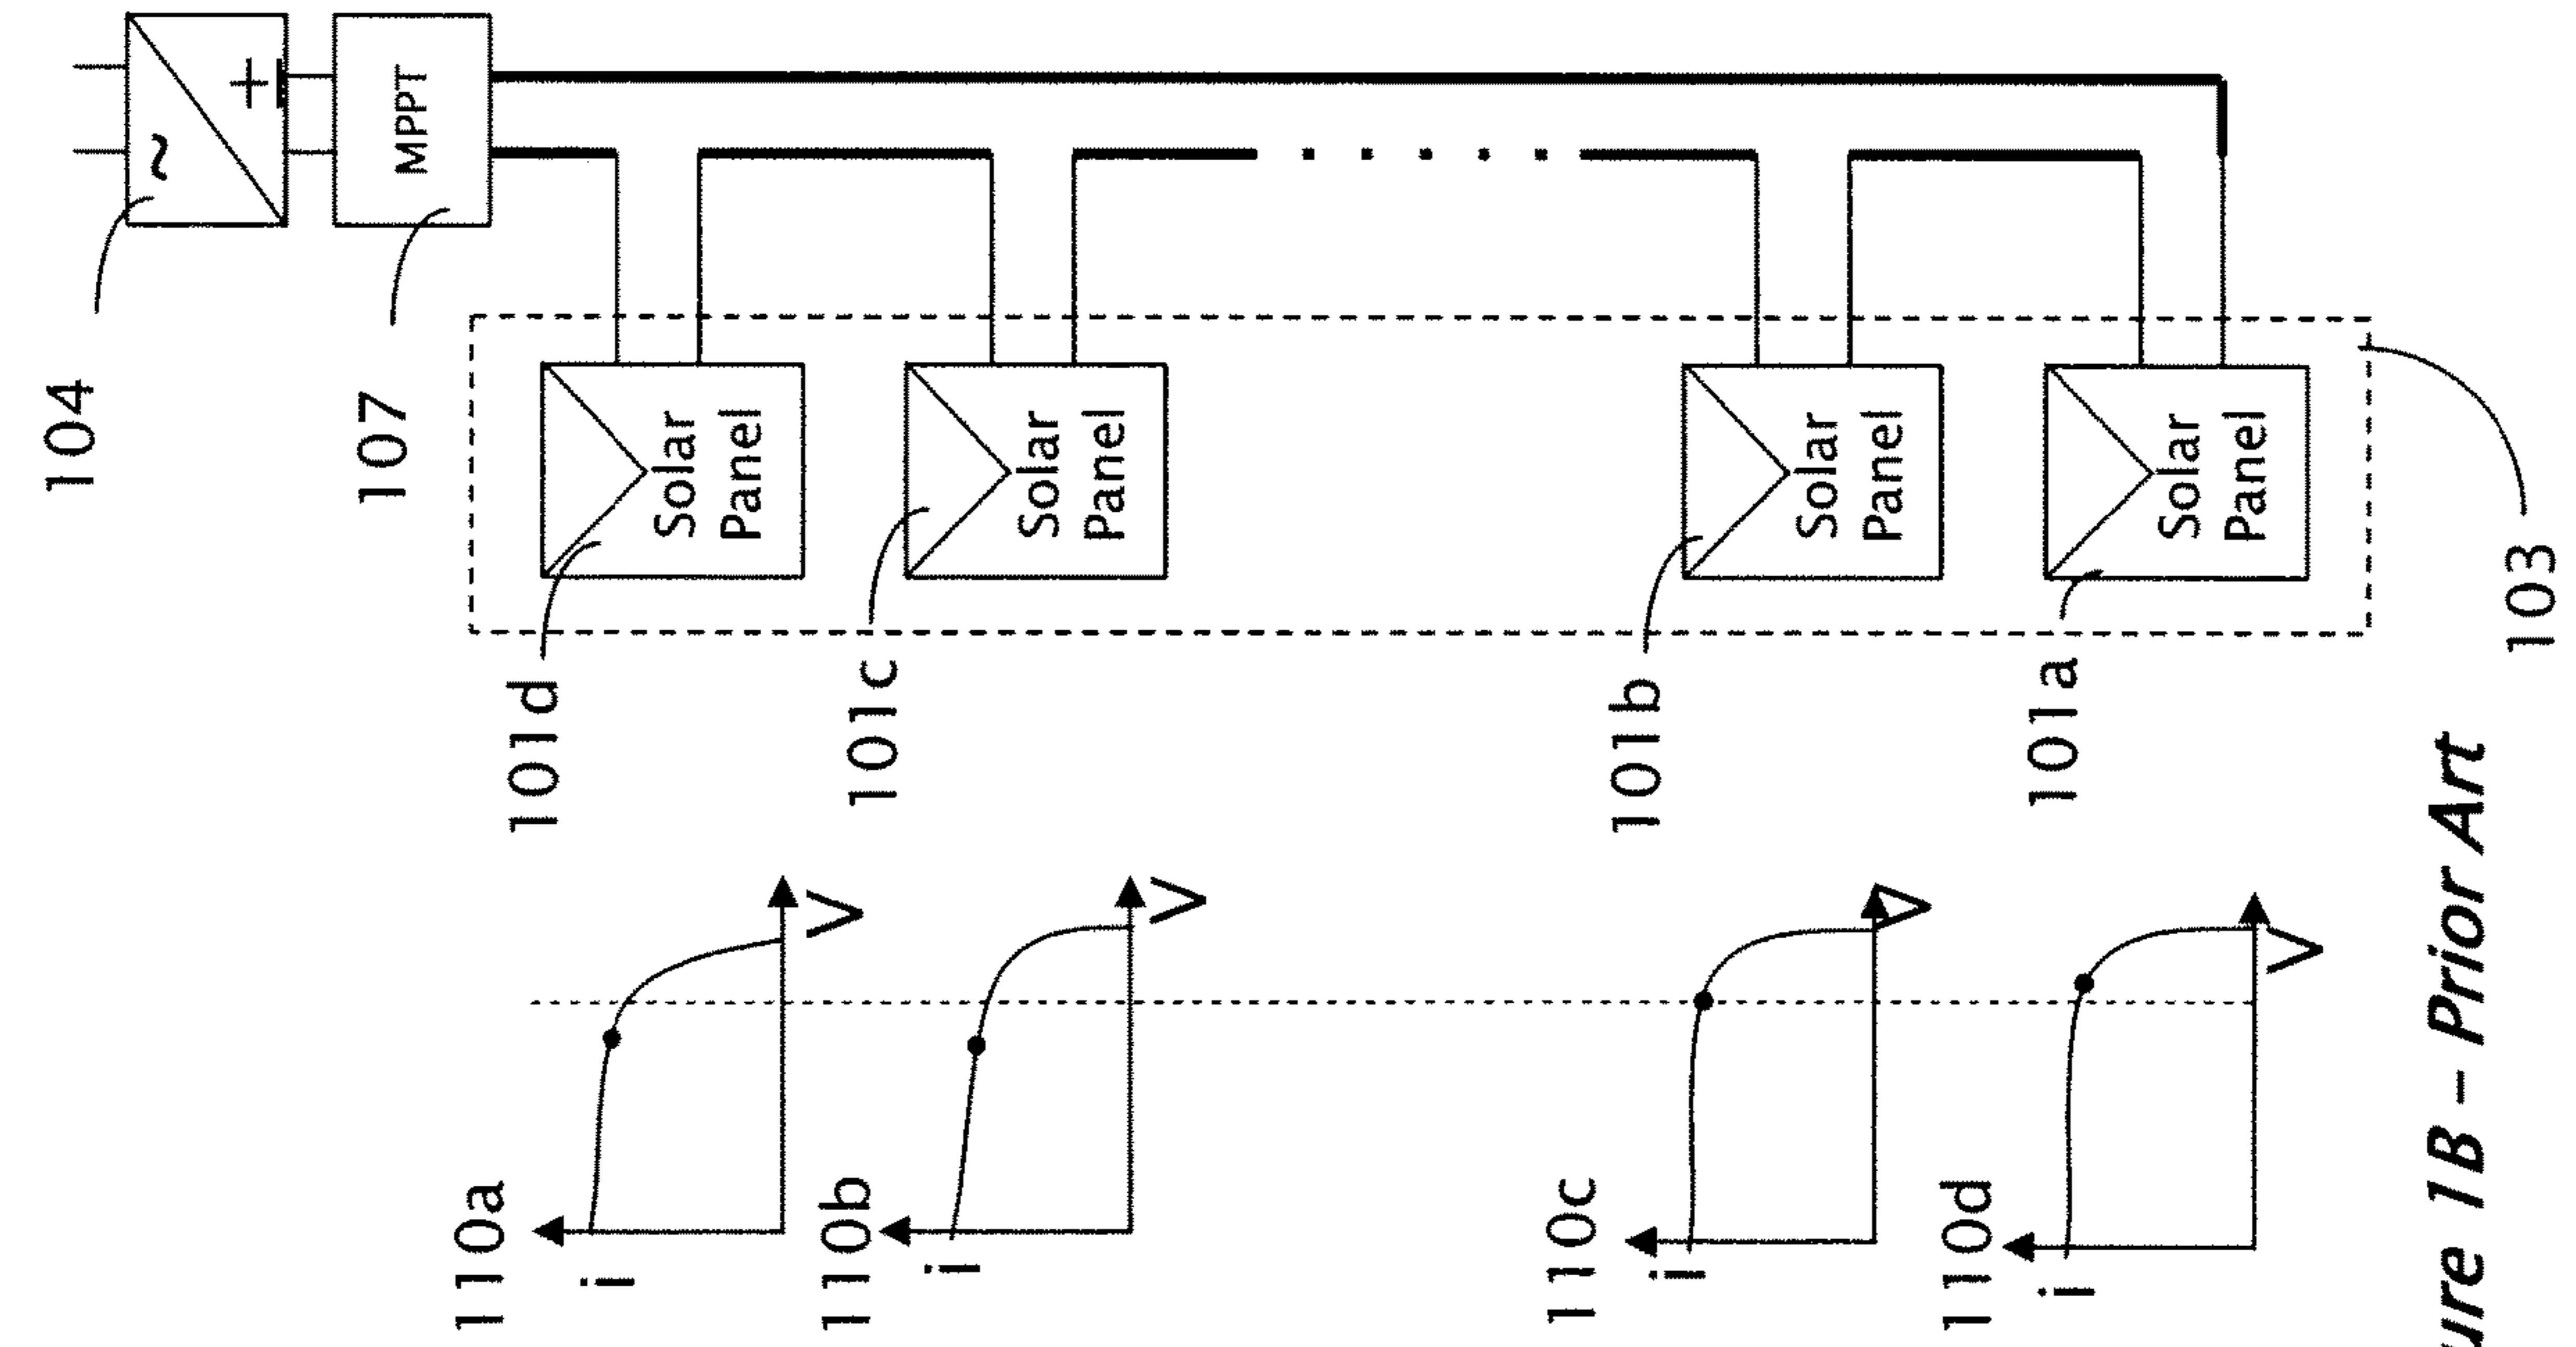 104
~
MPPT
107
Solar
Panel
101d
Solar
Panel
101c
Solar
Panel
101b
Solar
Panel
101a
103
110a
i
V
110b
i
V
110c
i
V
110d
i
V
ure 1B – Prior Art